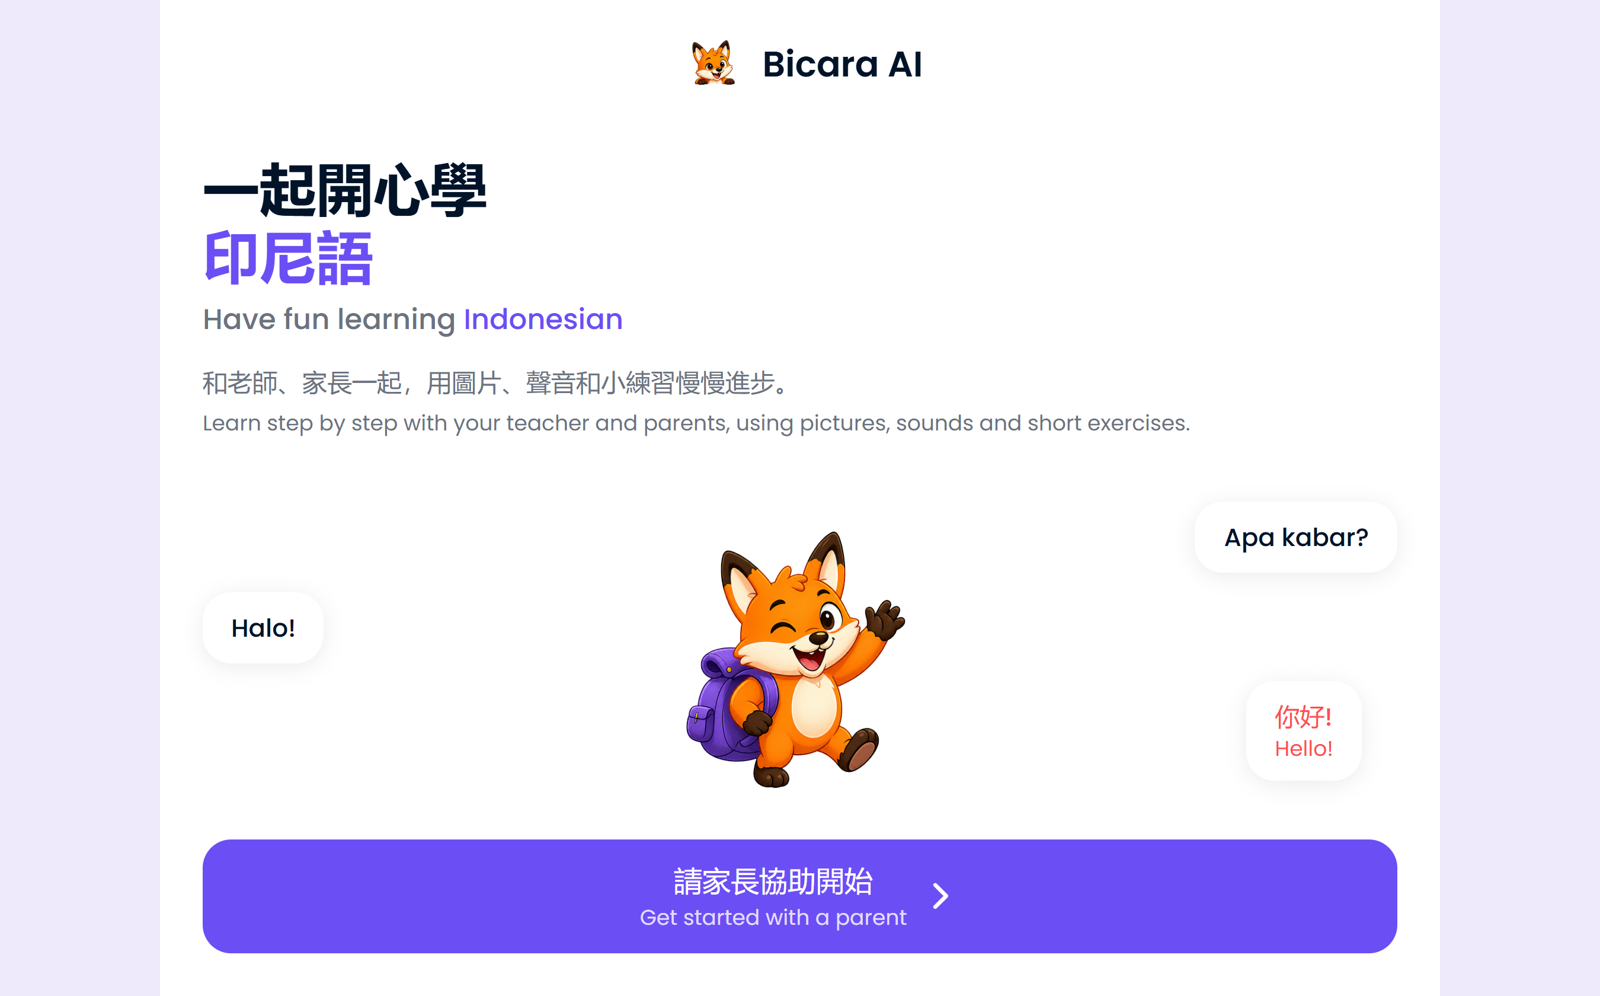 Bicara AI
一起開心學
印尼語
Have fun learning Indonesian
和老師、家長一起，用圖片、聲音和小練習慢慢進步。
Learn step by step with your teacher and parents, using pictures, sounds and short exercises.
Apa kabar?
Halo!
你好!
Hello!
請家長協助開始
Get started with a parent